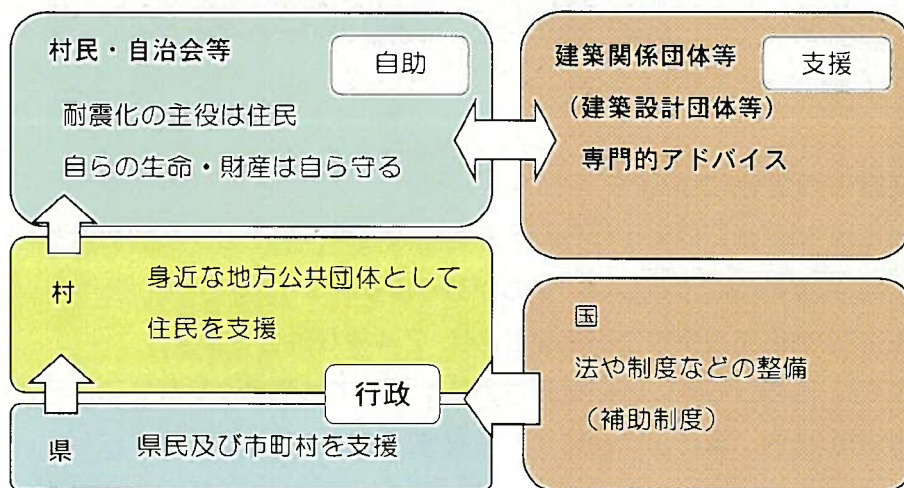 村民・自治会等
自助
耐震化の主役は住民
自らの生命・財産は自ら守る
建築関係団体等
支援
(建築設計団体等)
専門的アドバイス
村
身近な地方公共団体として
住民を支援
行政
県
県民及び市町村を支援
国
法や制度などの整備
(補助制度)